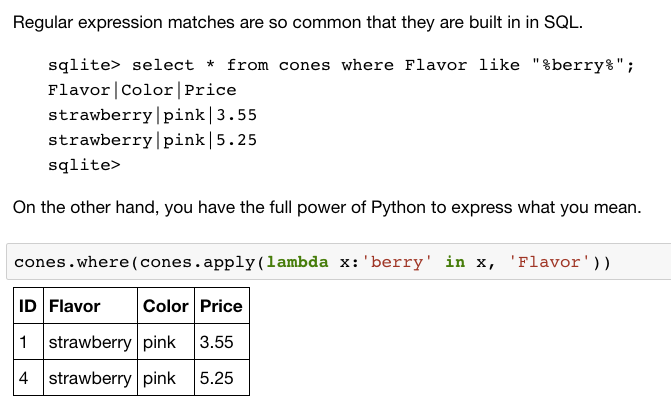 Regular expression matches are so common that they are built in in SQL.
sqlite> select * from cones where Flavor like "%berry%";
Flavor|Color|Price
strawberry|pink|3.55
strawberry|pink|5.25
sqlite>
On the other hand, you have the full power of Python to express what you mean.
cones.where(cones.apply(lambda x:'berry' in x, 'Flavor'))
ID Flavor Color Price
1 strawberry pink 3.55
4 strawberry pink 5.25